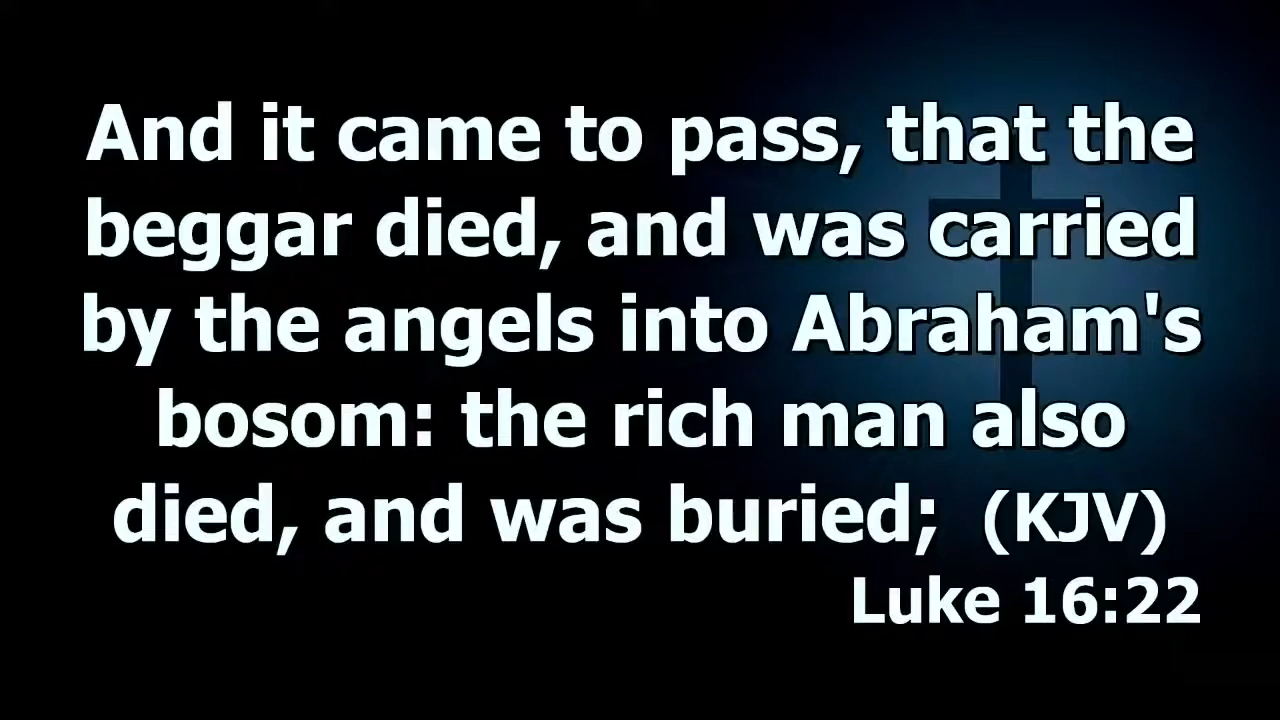 And it came to pass, that the
beggar died, and was carried
by the angels into Abraham's
bosom: the rich man also
died, and was buried;  (KJV)
Luke 16:22